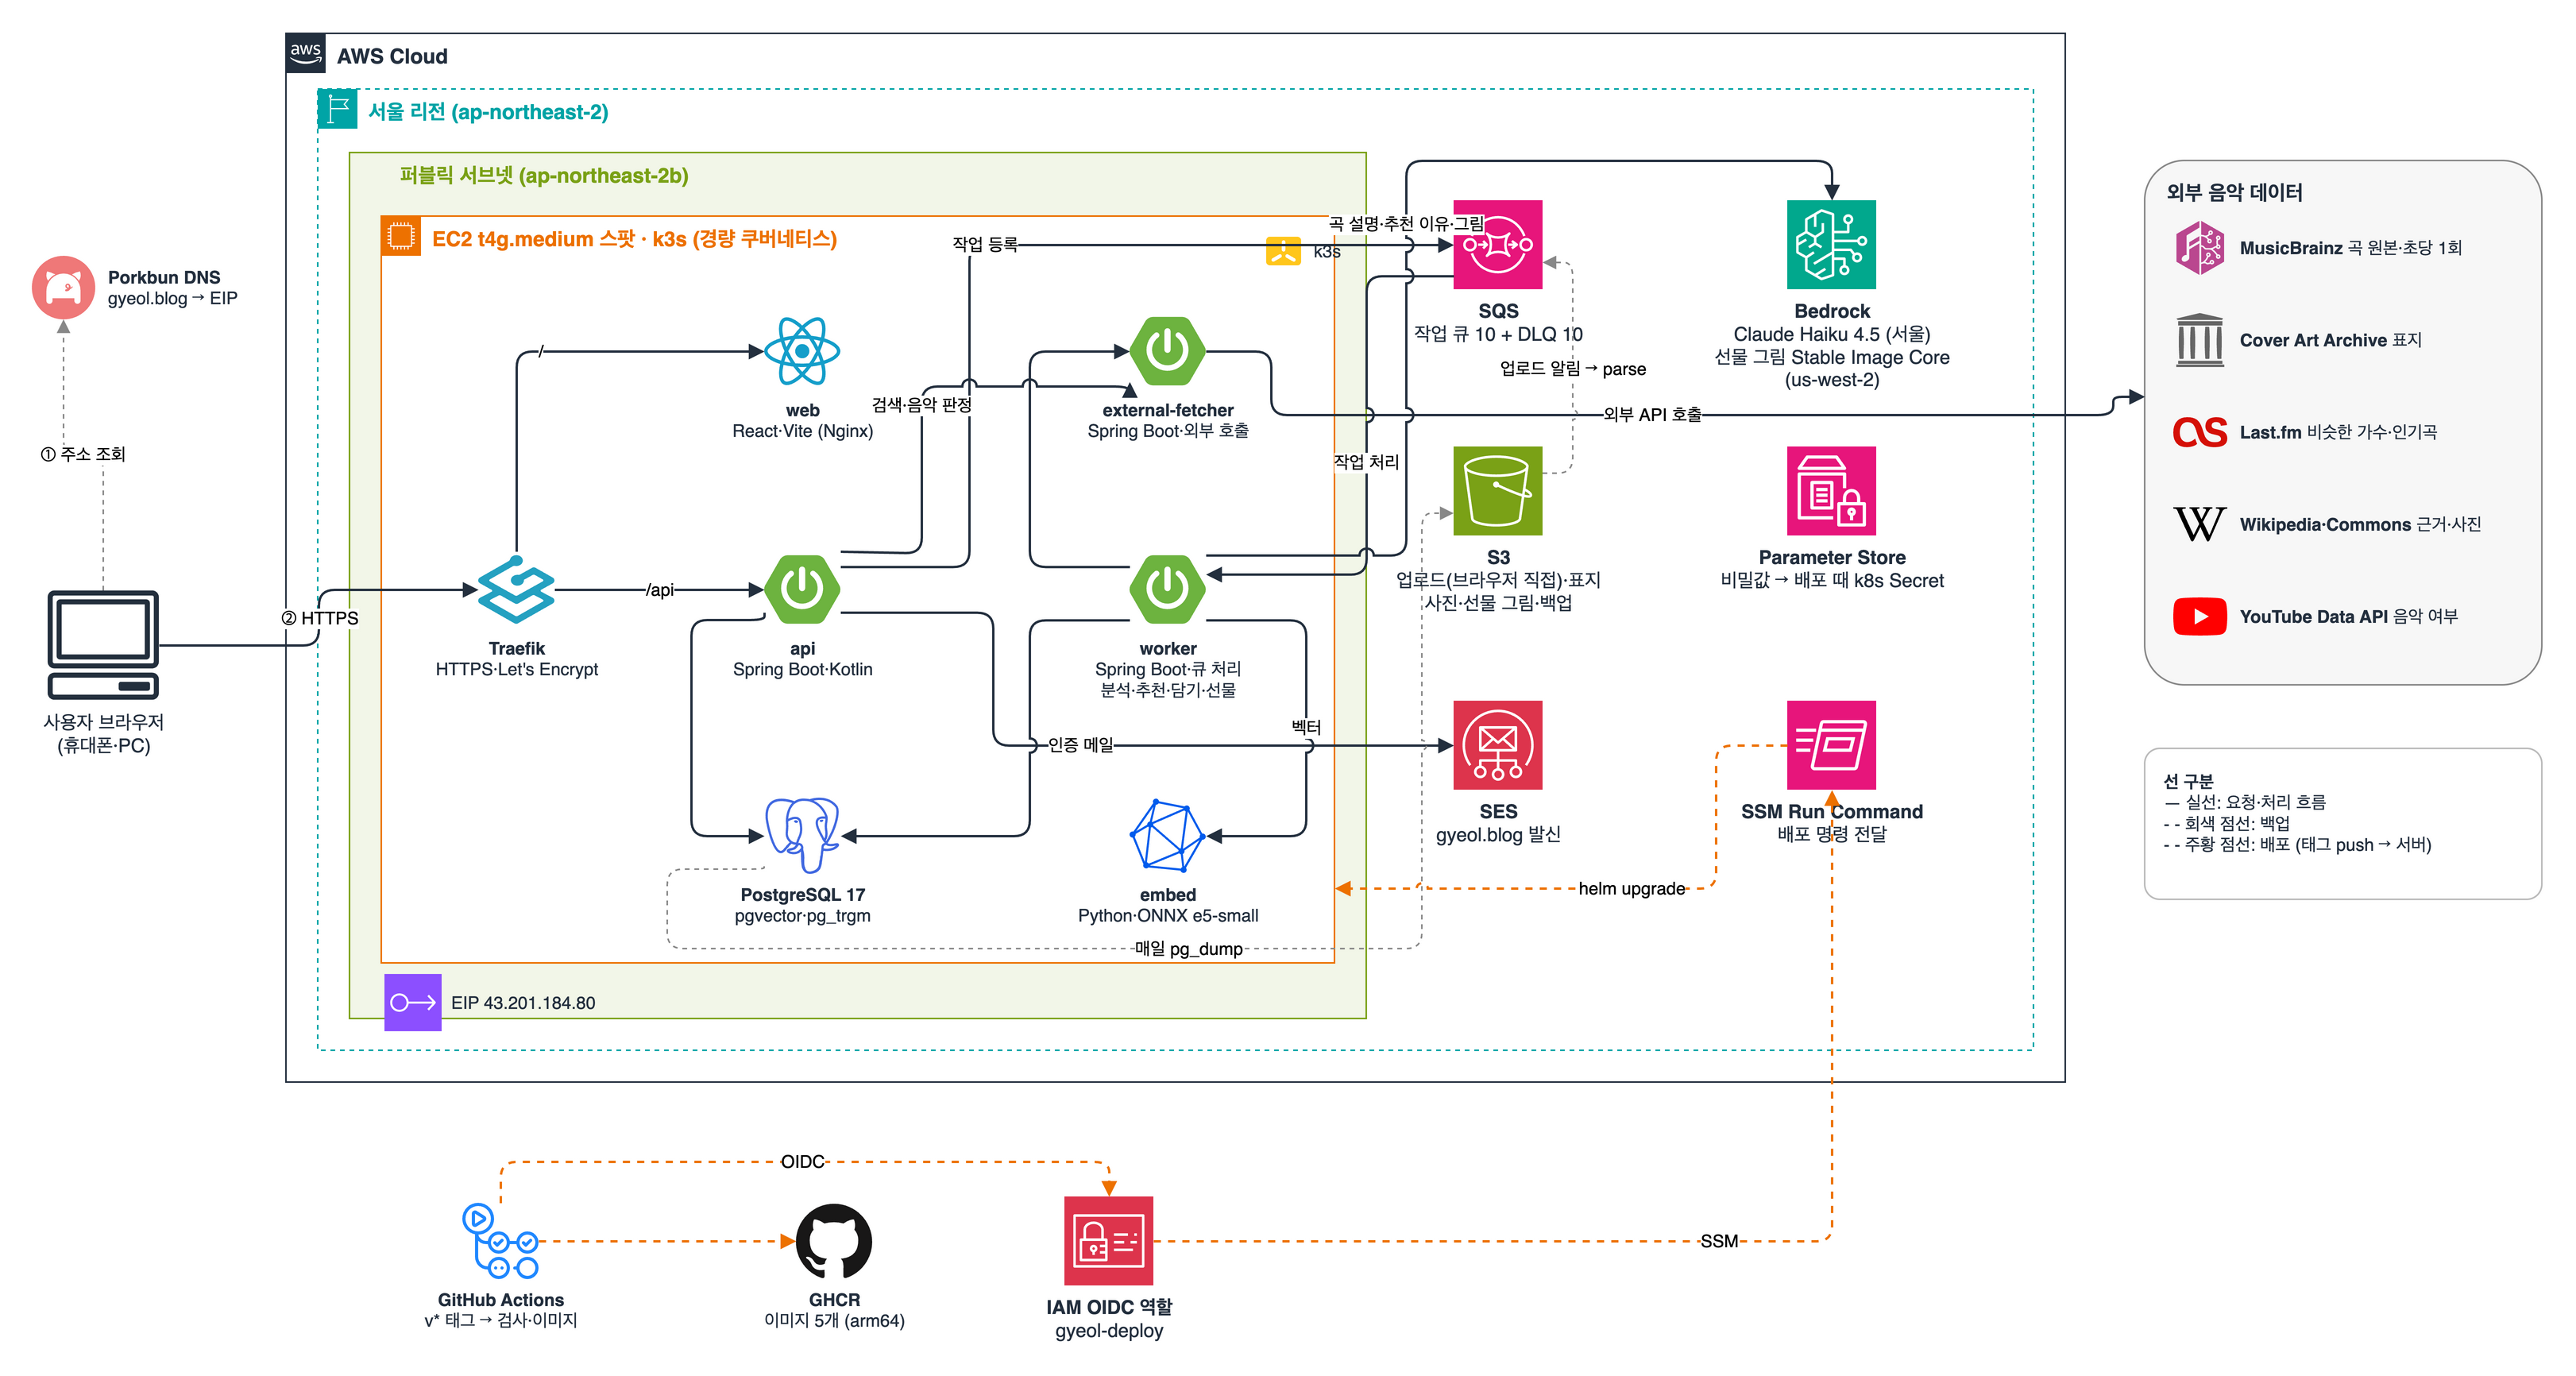 aws
AWS Cloud
서울 리전 (ap-northeast-2)
퍼블릭 서브넷 (ap-northeast-2b)
EC2 t4g.medium 스팟 · k3s (경량 쿠버네티스)
k3s
Porkbun DNS
gyeol.blog → EIP
① 주소 조회
사용자 브라우저
(휴대폰·PC)
② HTTPS
Traefik
HTTPS·Let's Encrypt
/
/api
web
React·Vite (Nginx)
api
Spring Boot·Kotlin
작업 등록
검색·음악 판정
external-fetcher
Spring Boot·외부 호출
worker
Spring Boot·큐 처리
분석·추천·담기·선물
곡 설명·추천 이유·그림
작업 처리
벡터
인증 메일
PostgreSQL 17
pgvector·pg_trgm
embed
Python·ONNX e5-small
매일 pg_dump
EIP 43.201.184.80
SQS
작업 큐 10 + DLQ 10
업로드 알림 → parse
외부 API 호출
S3
업로드(브라우저 직접)·표지
사진·선물 그림·백업
SES
gyeol.blog 발신
Bedrock
Claude Haiku 4.5 (서울)
선물 그림 Stable Image Core
(us-west-2)
Parameter Store
비밀값 → 배포 때 k8s Secret
SSM Run Command
배포 명령 전달
helm upgrade
외부 음악 데이터
MusicBrainz 곡 원본·초당 1회
Cover Art Archive 표지
Last.fm 비슷한 가수·인기곡
W
Wikipedia·Commons 근거·사진
YouTube Data API 음악 여부
선 구분
— 실선: 요청·처리 흐름
- - 회색 점선: 백업
- - 주황 점선: 배포 (태그 push → 서버)
OIDC
GitHub Actions
v* 태그 → 검사·이미지
GHCR
이미지 5개 (arm64)
IAM OIDC 역할
gyeol-deploy
SSM